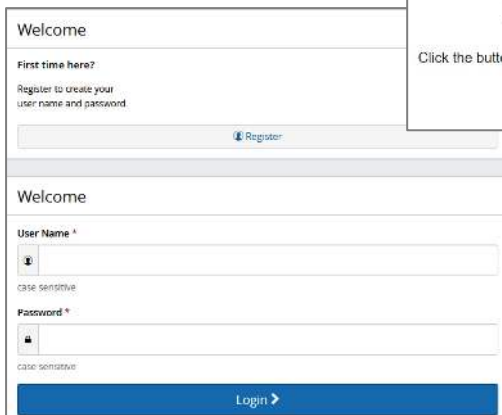 Welcome
First time here?
Register to create your
user name and password
Register
Click the
Welcome
User Name *
case sensitive
Password *
case sensitive
Login